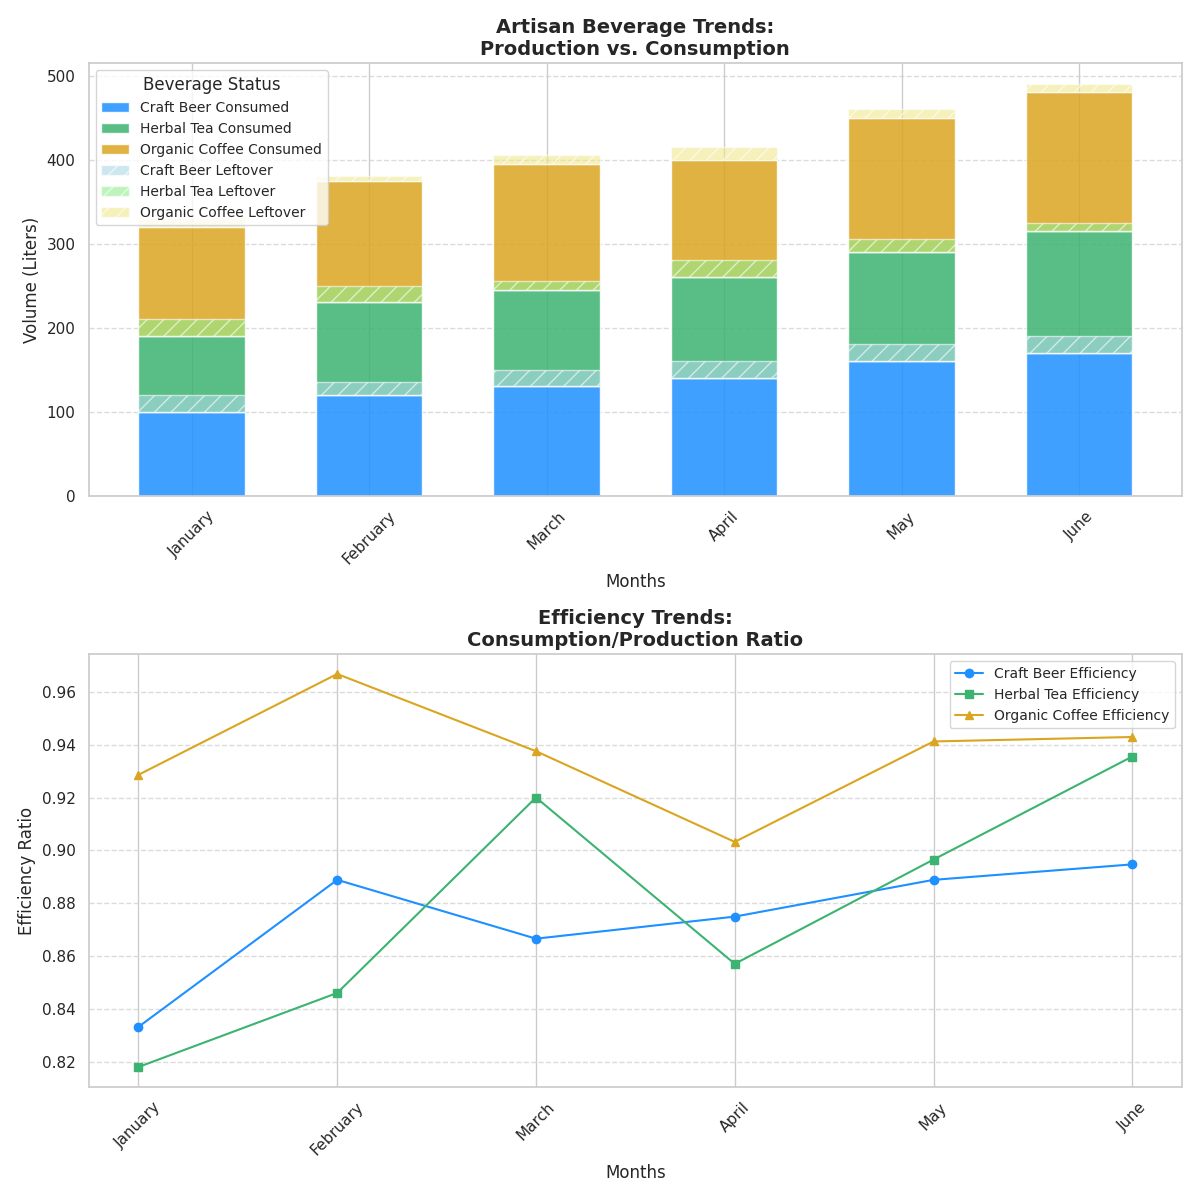 Artisan Beverage Trends:
Production vs. Consumption
Volume (Liters)
500
400
300
200
100
0
Beverage Status
Craft Beer Consumed
Herbal Tea Consumed
Organic Coffee Consumed
Craft Beer Leftover
Herbal Tea Leftover
Organic Coffee Leftover
January
February
March
April
May
June
Months
Efficiency Trends:
Consumption/Production Ratio
Efficiency Ratio
0.96
0.94
0.92
0.90
0.88
0.86
0.84
0.82
Craft Beer Efficiency
Herbal Tea Efficiency
Organic Coffee Efficiency
January
February
March
April
May
June
Months